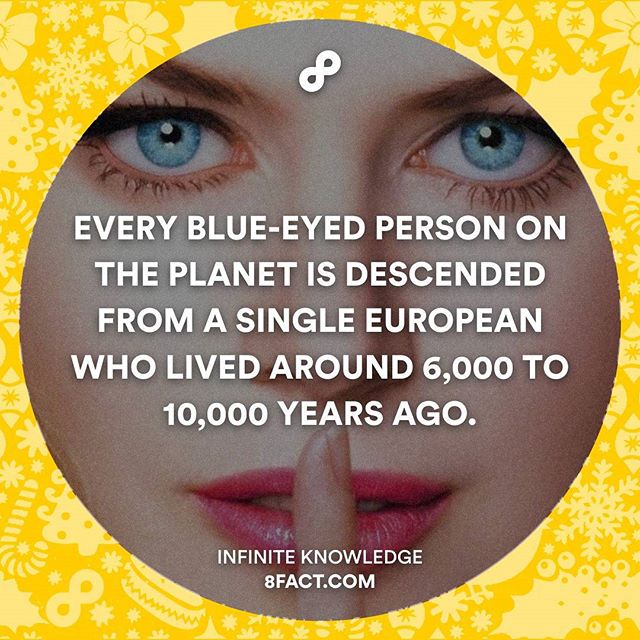 EVERY BLUE-EYED PERSON ON
THE PLANET IS DESCENDED
FROM A SINGLE EUROPEAN
WHO LIVED AROUND 6,000 TO
10,000 YEARS AGO.
INFINITE KNOWLEDGE
8FACT.COM